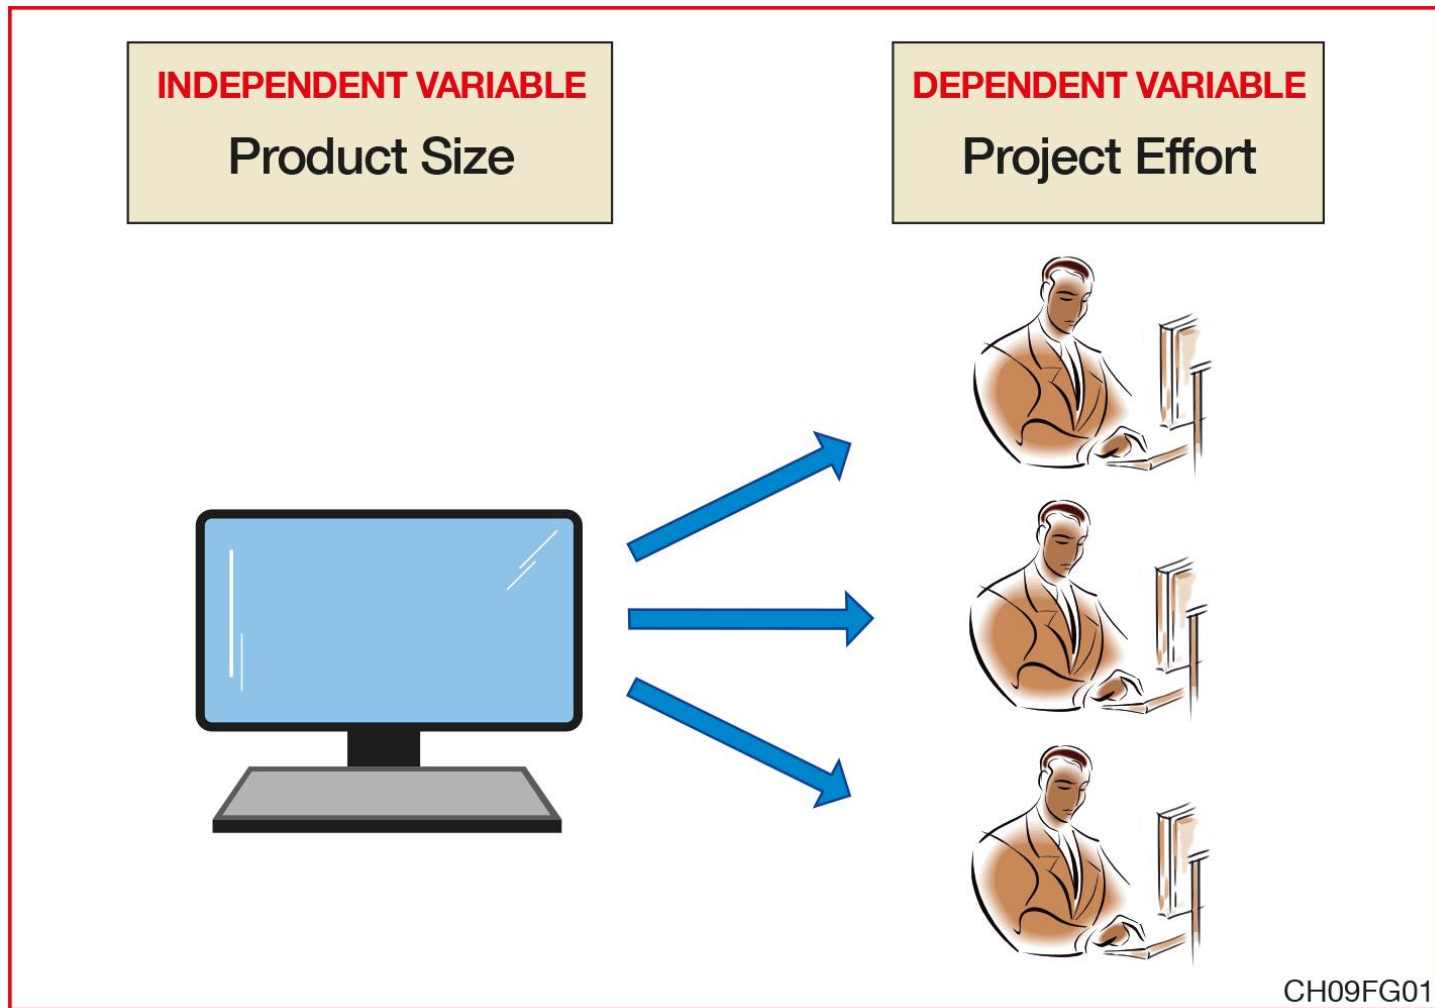 INDEPENDENT VARIABLE
Product Size
DEPENDENT VARIABLE
Project Effort
CH09FG01